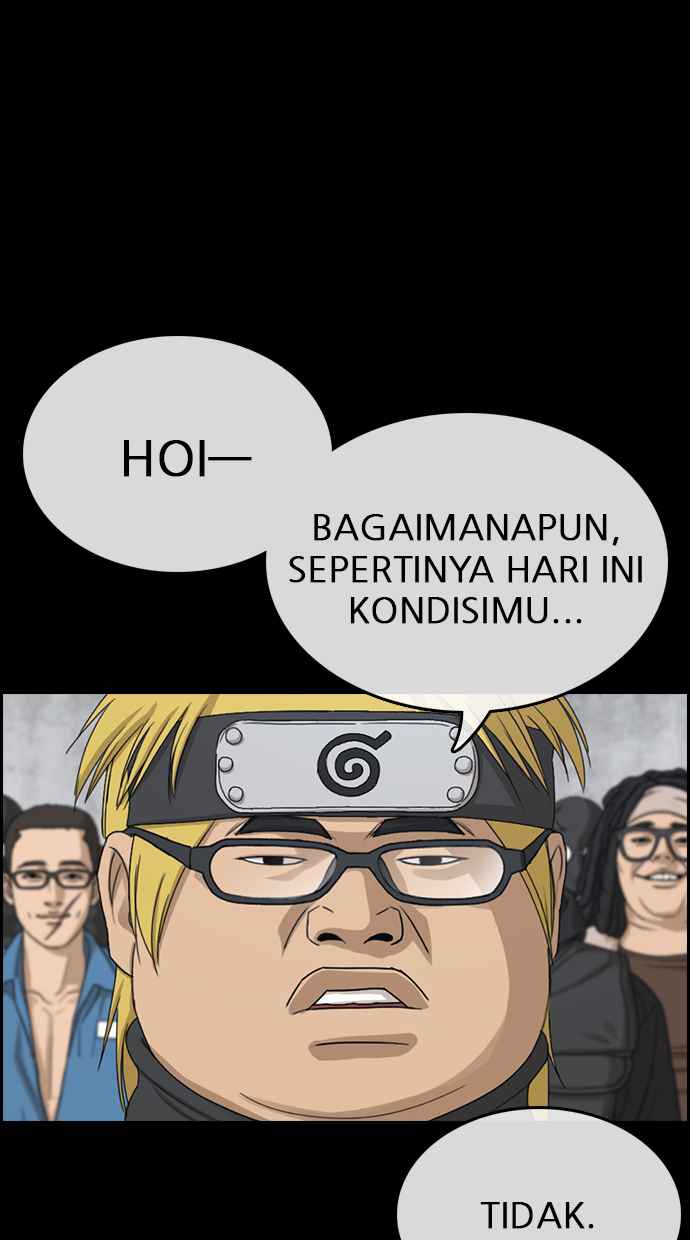 HOI—
BAGAIMANAPUN,
SEPERTINYA HARI INI
KONDISIMU...
TIDAK.